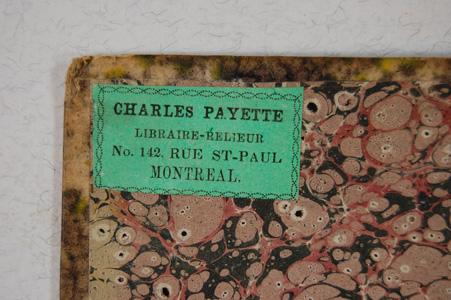 CHARLES PAYETTE
LIBRAIRE-RELIEUR
No. 142, RUE ST-PAUL
MONTREAL.